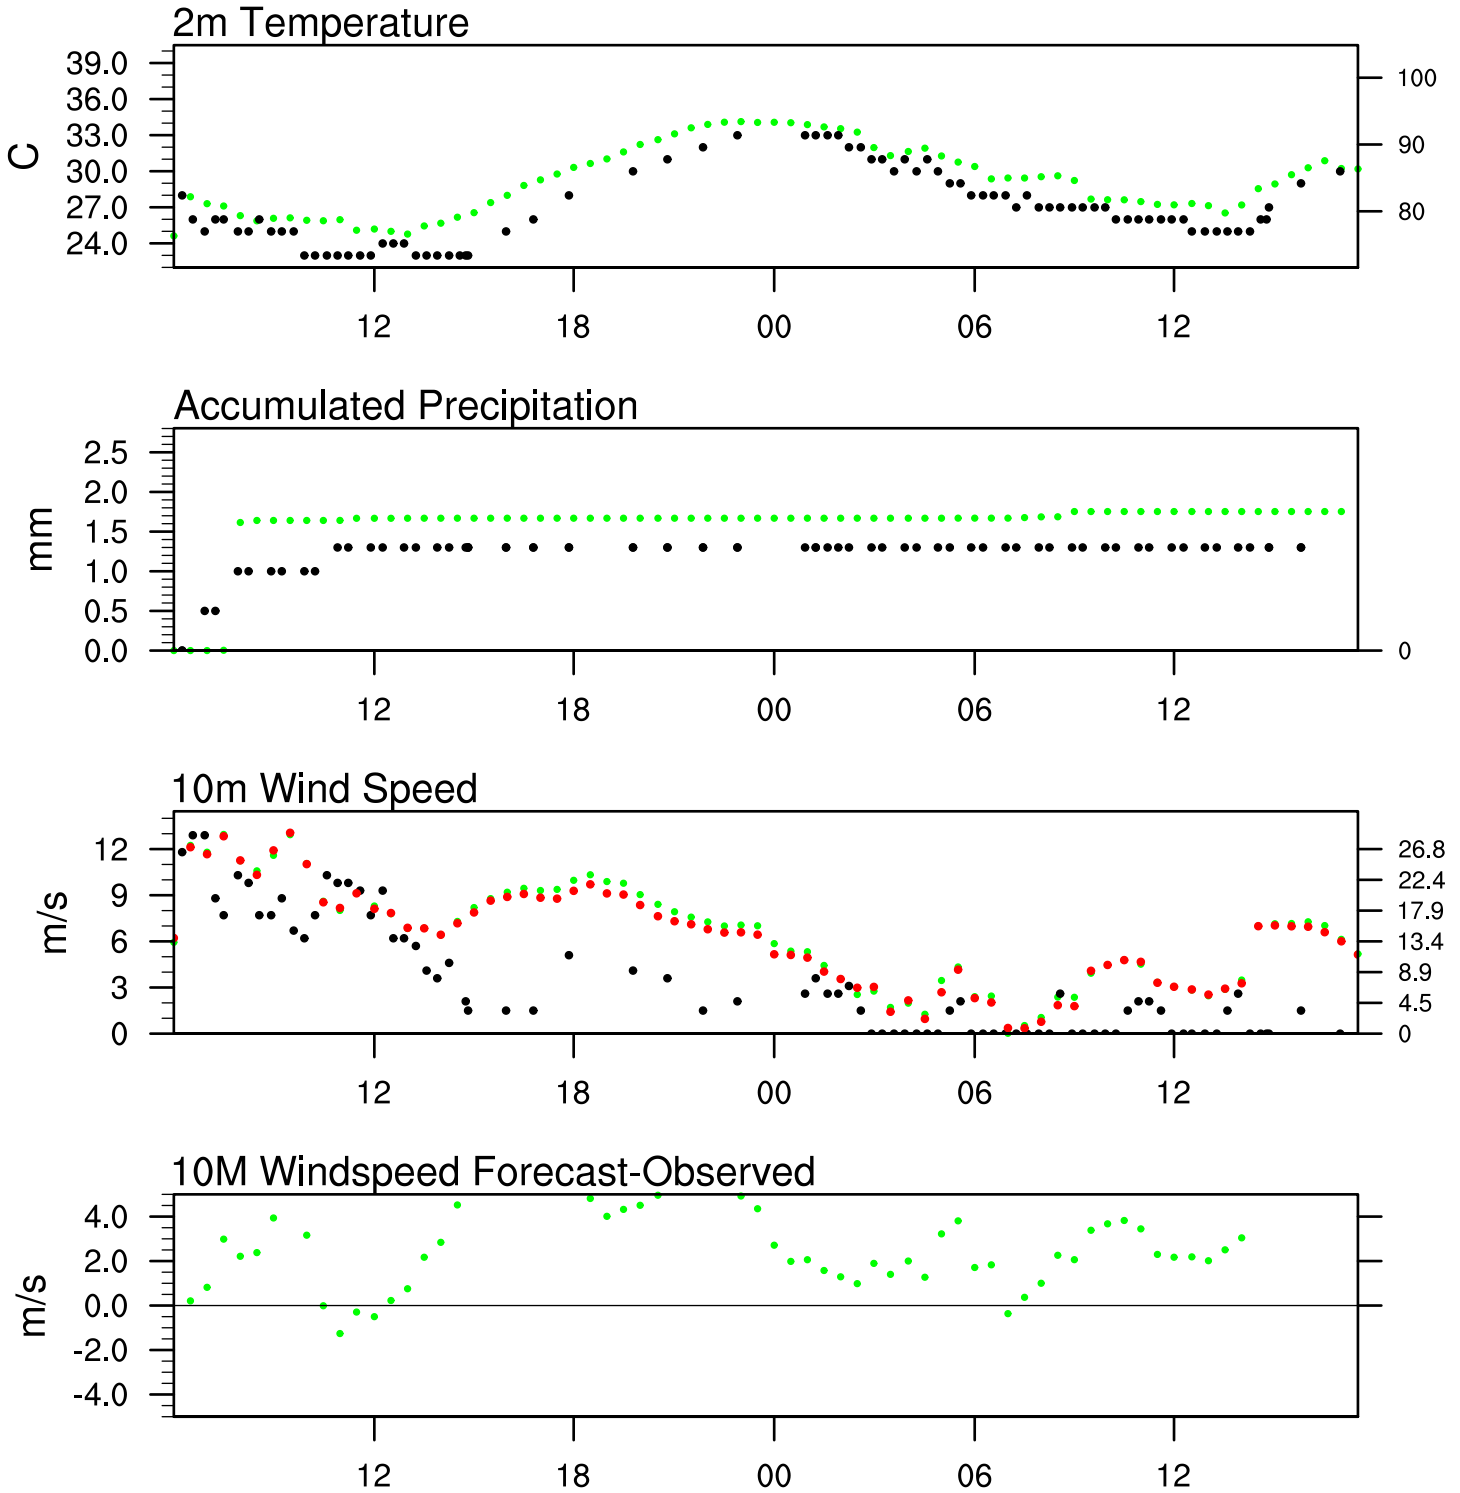 2m Temperature
39.0
36.0
33.0
30.0
27.0
24.0
C
100
90
80
12 18 00 06 12
Accumulated Precipitation
2.5
2.0
1.5
1.0
0.5
0.0
mm
0
12 18 00 06 12
10m Wind Speed
12
9
6
3
0
m/s
26.8
22.4
17.9
13.4
8.9
4.5
0
12 18 00 06 12
10M Windspeed Forecast-Observed
4.0
2.0
0.0
-2.0
-4.0
m/s
12 18 00 06 12